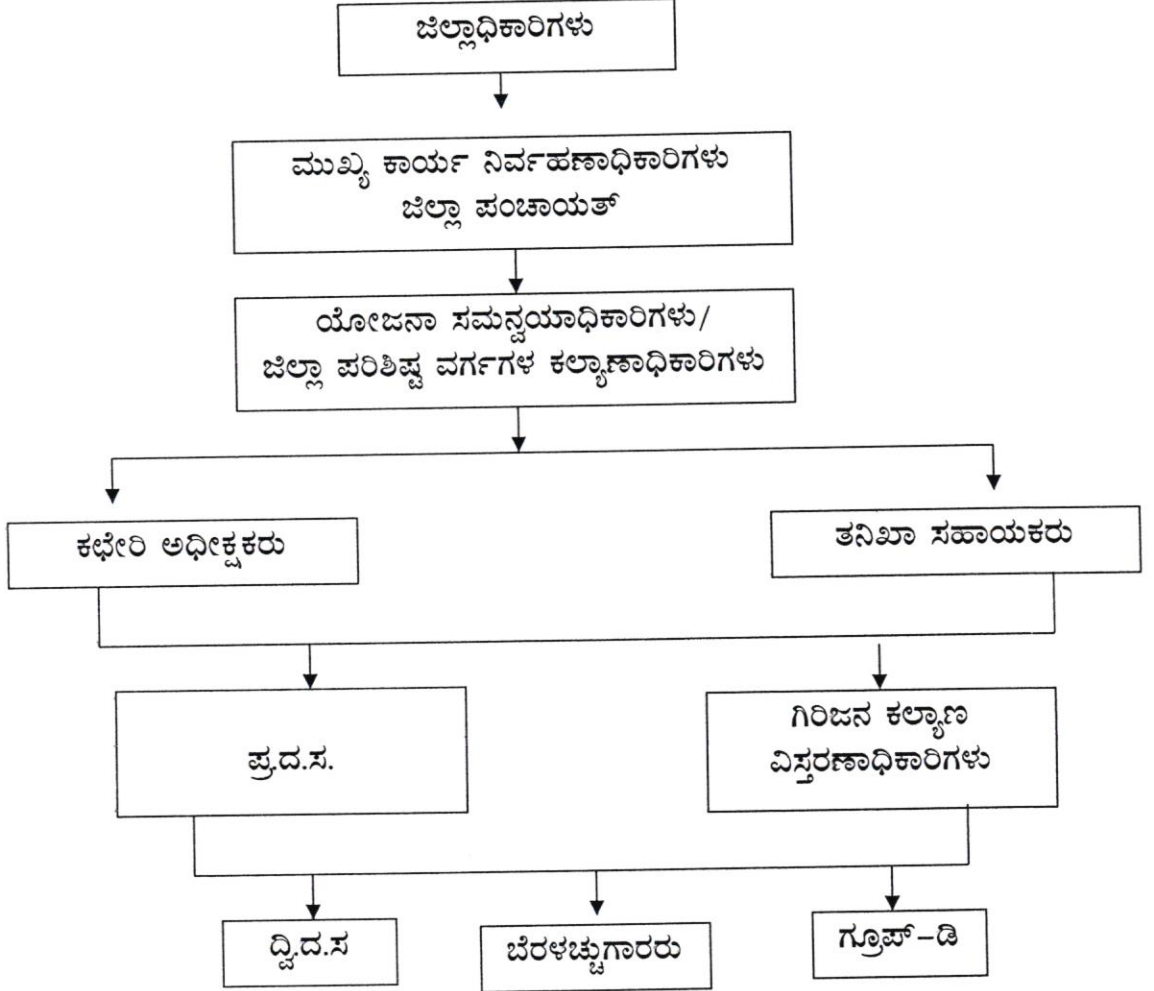 ಜಿಲ್ಲಾಧಿಕಾರಿಗಳು
ಮುಖ್ಯ ಕಾರ್ಯ ನಿರ್ವಹಣಾಧಿಕಾರಿಗಳು
ಜಿಲ್ಲಾ ಪಂಚಾಯತ್
ಯೋಜನಾ ಸಮನ್ವಯಾಧಿಕಾರಿಗಳು/
ಜಿಲ್ಲಾ ಪರಿಶಿಷ್ಟ ವರ್ಗಗಳ ಕಲ್ಯಾಣಾಧಿಕಾರಿಗಳು
ಕಛೇರಿ ಅಧೀಕ್ಷಕರು
ತನಿಖಾ ಸಹಾಯಕರು
ಪ್ರ.ದ.ಸ.
ಗಿರಿಜನ ಕಲ್ಯಾಣ
ವಿಸ್ತರಣಾಧಿಕಾರಿಗಳು
ದ್ವಿ.ದ.ಸ
ಬೆರಳಚ್ಚುಗಾರರು
ಗ್ರೂಪ್-ಡಿ